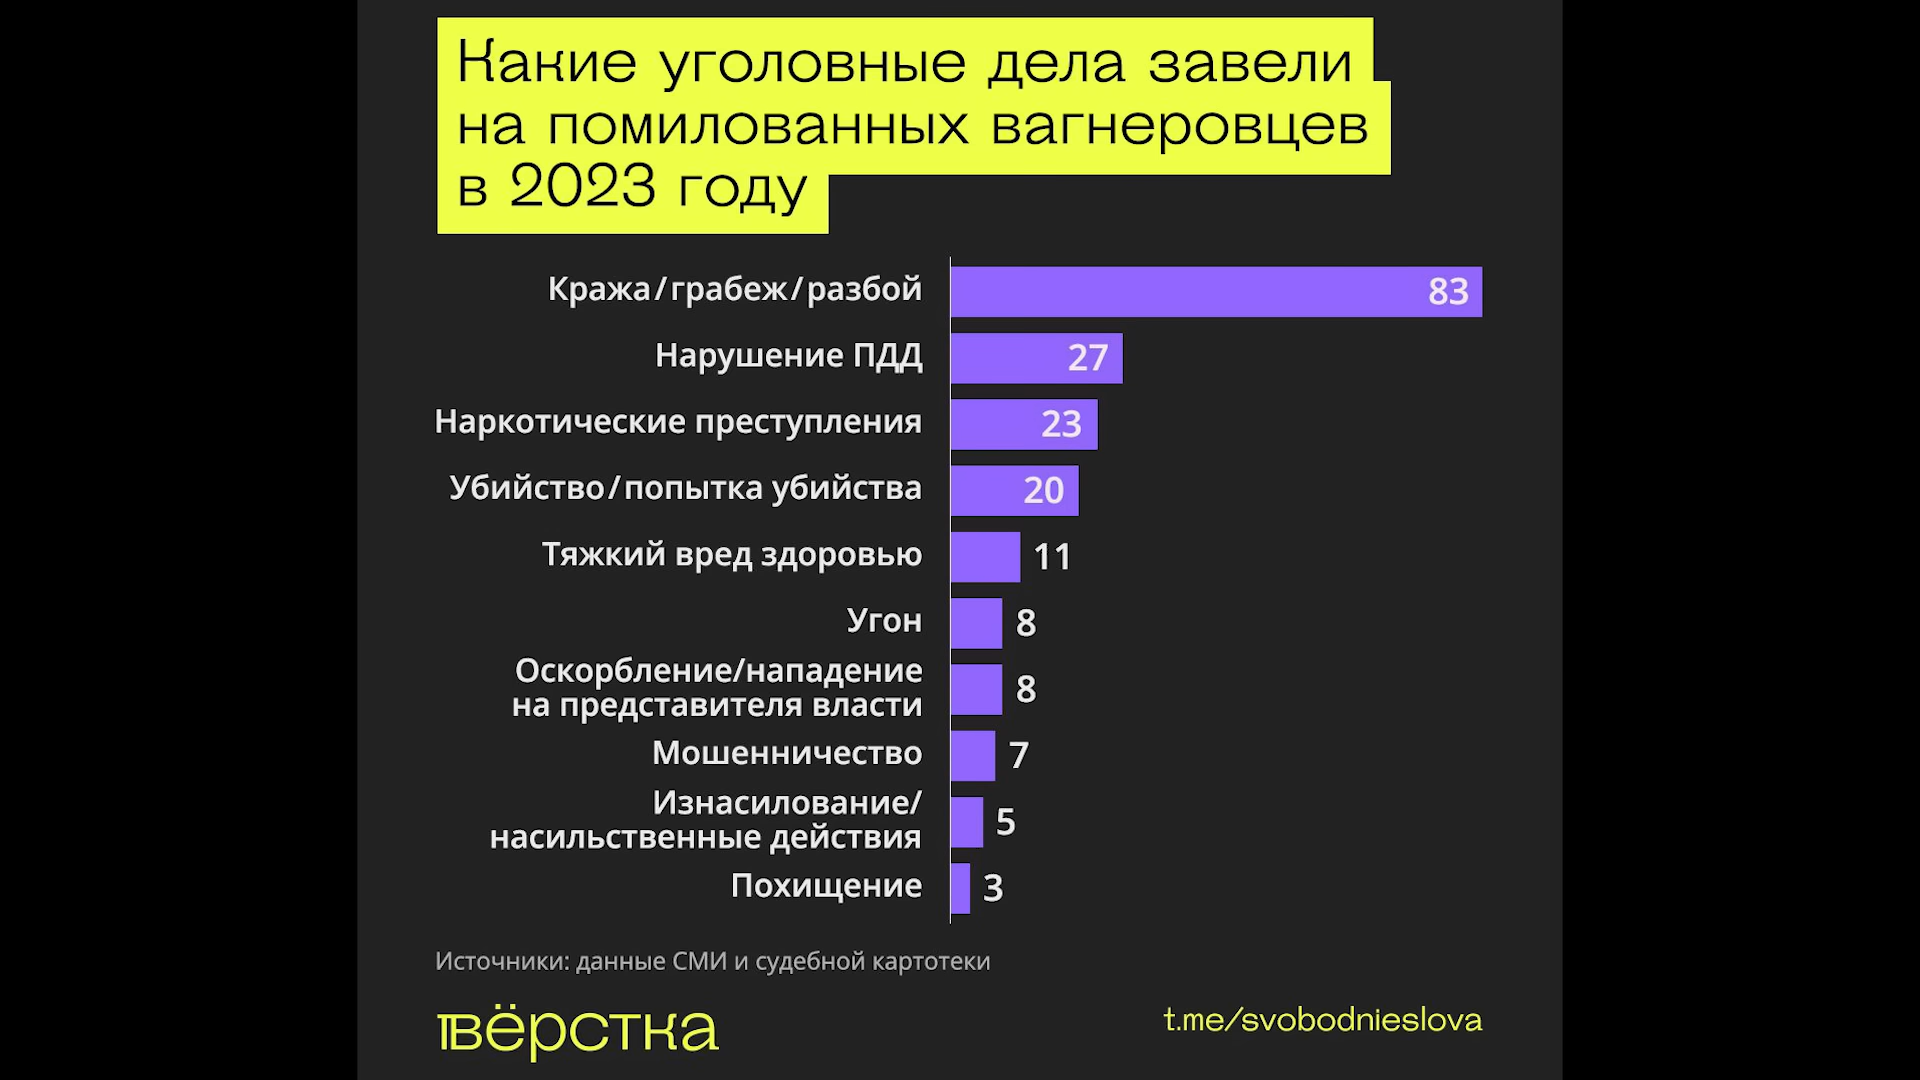 Какие уголовные дела завели
на помилованных вагнеровцев
в 2023 году
Кража/грабеж/разбой 83
Нарушение ПДД 27
Наркотические преступления 23
Убийство/попытка убийства 20
Тяжкий вред здоровью 11
Угон 8
Оскорбление/нападение
на представителя власти 8
Мошенничество 7
Изнасилование/
насильственные действия 5
Похищение 3
Источники: данные СМИ и судебной картотеки
вёрстка
t.me/svobodnieslova